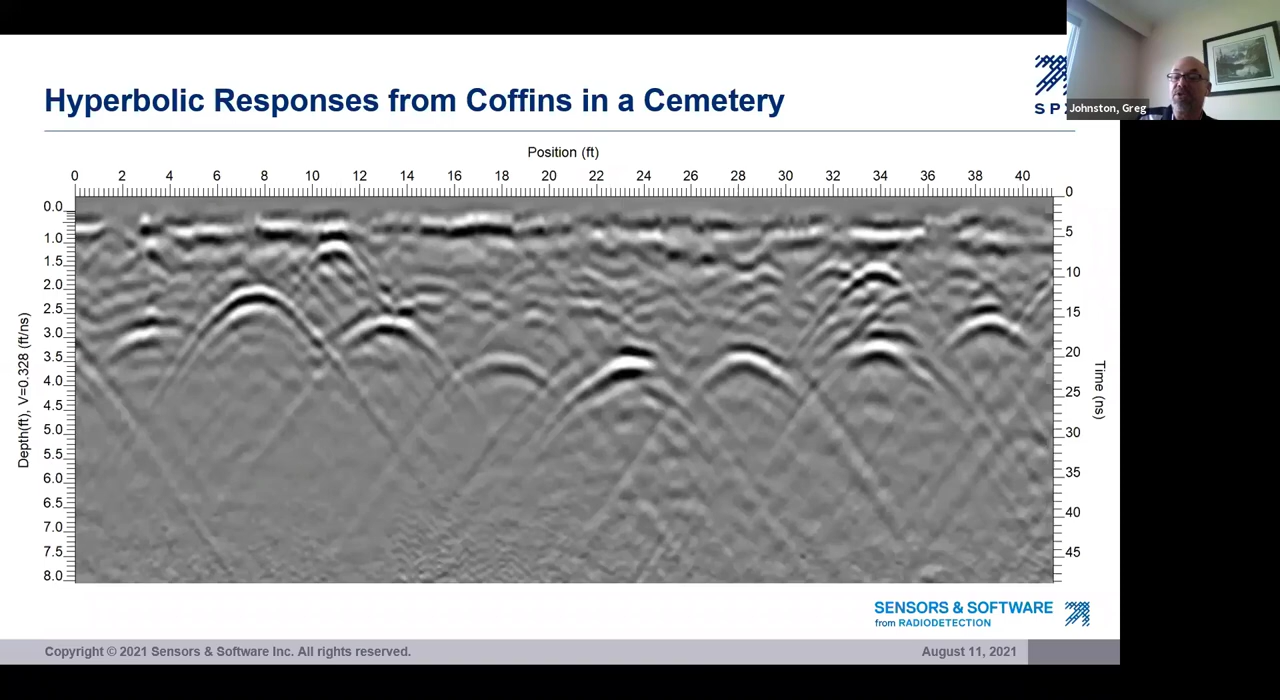 Hyperbolic Responses from Coffins in a Cemetery
SP
Johnston, Greg
Position (ft)
0 2 4 6 8 10 12 14 16 18 20 22 24 26 28 30 32 34 36 38 40
0.0
1.0
1.5
2.0
2.5
3.0
3.5
4.0
4.5
5.0
5.5
6.0
6.5
7.0
7.5
8.0
Depth(ft), V=0.328 (ft/ns)
0
5
10
15
20
25
30
35
40
45
Time (ns)
SENSORS & SOFTWARE
from RADIODETECTION
Copyright © 2021 Sensors & Software Inc. All rights reserved.
August 11, 2021